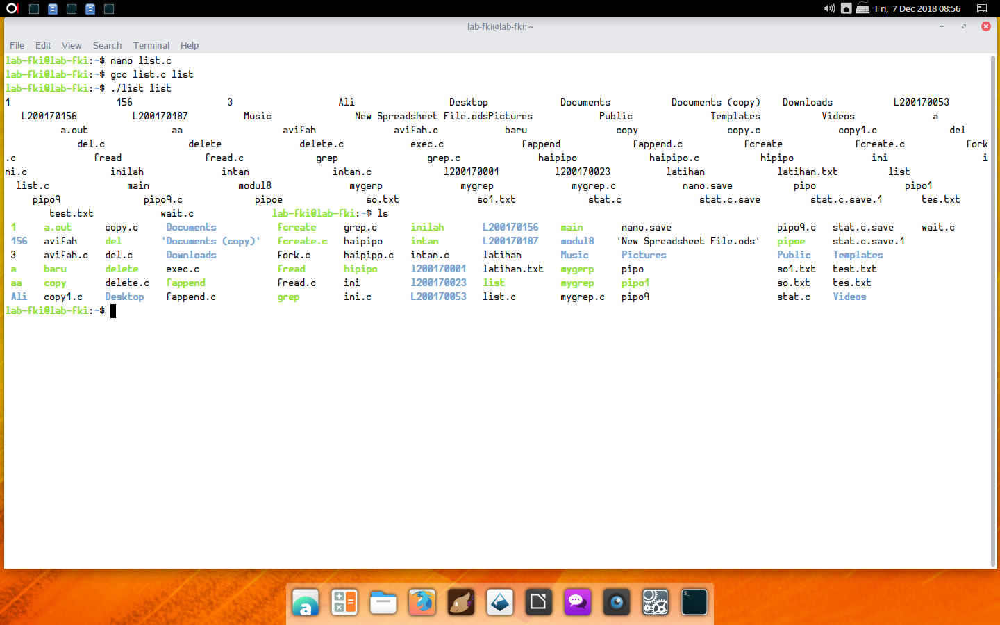 Fri, 7 Dec 2018 08:56
lab-fki@lab-fki: ~
File Edit View Search Terminal Help
lab-fki@lab-fki:~$ nano list.c
lab-fki@lab-fki:~$ gcc list.c list
lab-fki@lab-fki:~$ ./list list
1 156 3 Ali Desktop Documents Documents (copy) Downloads L200170053
L200170156 L200170187 Music New Spreadsheet File.odsPictures Public Templates Videos a
a.out aa avifah avifah.c baru copy copy.c copy1.c del
del.c delete delete.c exec.c fappend fappend.c fcreate fcreate.c fork
.c fread fread.c grep grep.c haipipo haipipo.c hipipo ini i
ni.c inilah intan intan.c l200170001 l200170023 latihan latihan.txt list
list.c main modul8 mygerp mygrep mygrep.c nano.save pipo pipo1
pipo9 pipo9.c pipoe so.txt so1.txt stat.c stat.c.save stat.c.save.1 tes.txt
test.txt wait.c lab-fki@lab-fki:~$ ls
1 a.out copy.c Documents fcreate grep.c inilah L200170156 main nano.save pipo9.c stat.c.save wait.c
156 avifah del 'Documents (copy)' fcreate.c haipipo intan L200170187 modul8 'New Spreadsheet File.ods' pipoe stat.c.save.1
3 avifah.c del.c Downloads fork.c haipipo.c intan.c latihan Music Pictures Public Templates
a baru delete exec.c fread hipipo l200170001 latihan.txt mygerp pipo so1.txt test.txt
aa copy delete.c fappend fread.c ini l200170023 list mygrep pipo1 so.txt tes.txt
Ali copy1.c Desktop fappend.c grep ini.c L200170053 list.c mygrep.c pipo9 stat.c Videos
lab-fki@lab-fki:~$